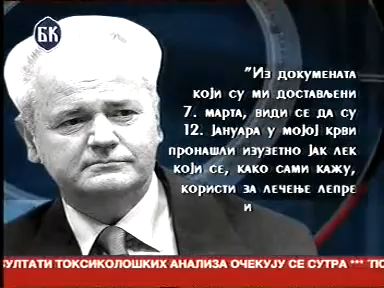 БК
"Из докумената
који су ми достављени
7. марта, види се да су
12. Јануара у мојој крви
пронашли изузетно јак лек
који се, како сами кажу,
користи за лечење лепре
и
ЗУЛТАТИ ТОКСИКОЛОШКИХ АНАЛИЗА ОЧЕКУЈУ СЕ СУТРА *** "ПО